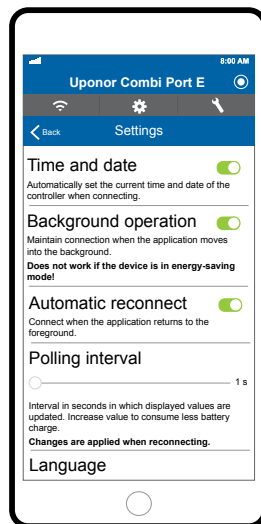 8:00 AM
Uponor Combi Port E
Back
Settings
Time and date
Automatically set the current time and date of the
controller when connecting.
Background operation
Maintain connection when the application moves
into the background.
Does not work if the device is in energy-saving
mode!
Automatic reconnect
Connect when the application returns to the
foreground.
Polling interval
1 s
Interval in seconds in which displayed values are
updated. Increase value to consume less battery
charge.
Changes are applied when reconnecting.
Language